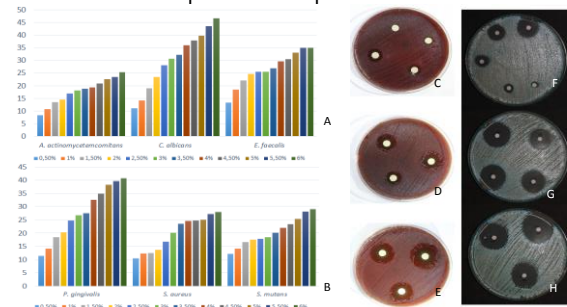 50
45
40
35
30
25
20
15
10
5
0
A. actinomycetemcomitans C. albicans E. faecalis
0,50% 1% 1,50% 2% 2,50% 3% 3,50% 4% 4,50% 5% 5,50% 6%
A
45
40
35
30
25
20
15
10
5
0
P. gingivalis S. aureus S. mutans
B
C
D
E
F
G
H